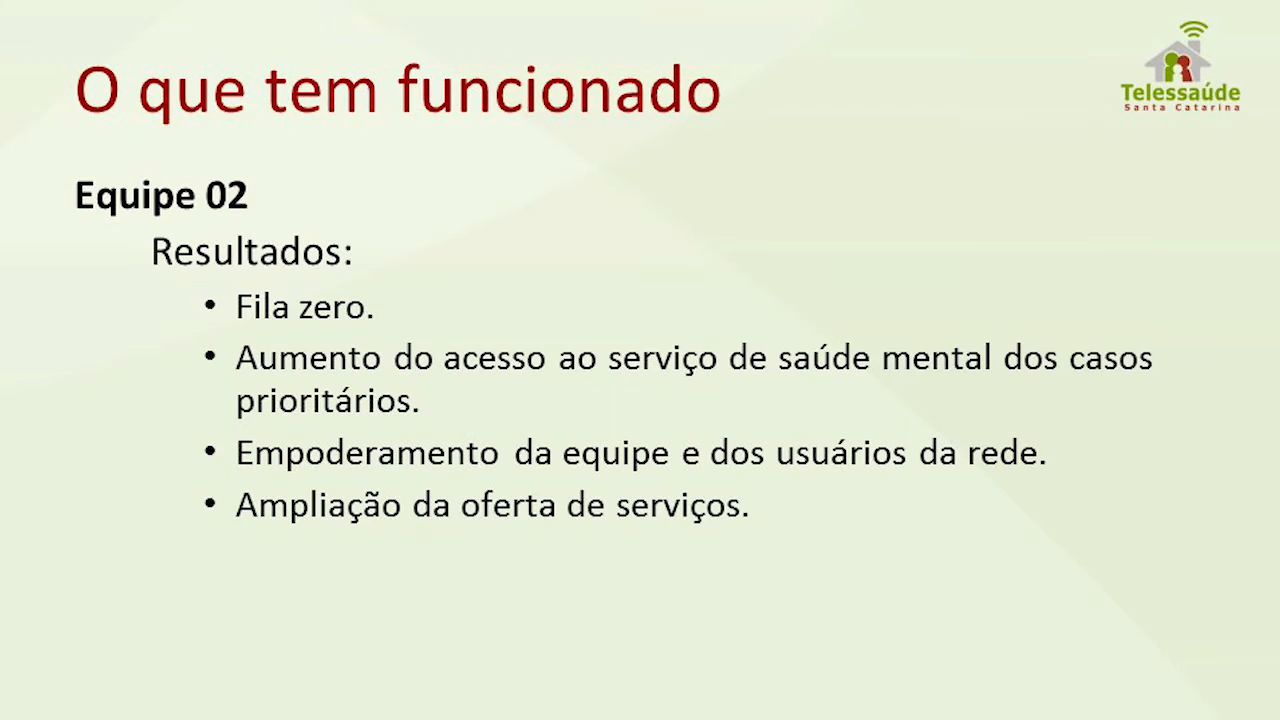 O que tem funcionado
Telessaúde
Santa Catarina
Equipe 02
Resultados:
• Fila zero.
• Aumento do acesso ao serviço de saúde mental dos casos
prioritários.
• Empoderamento da equipe e dos usuários da rede.
• Ampliação da oferta de serviços.